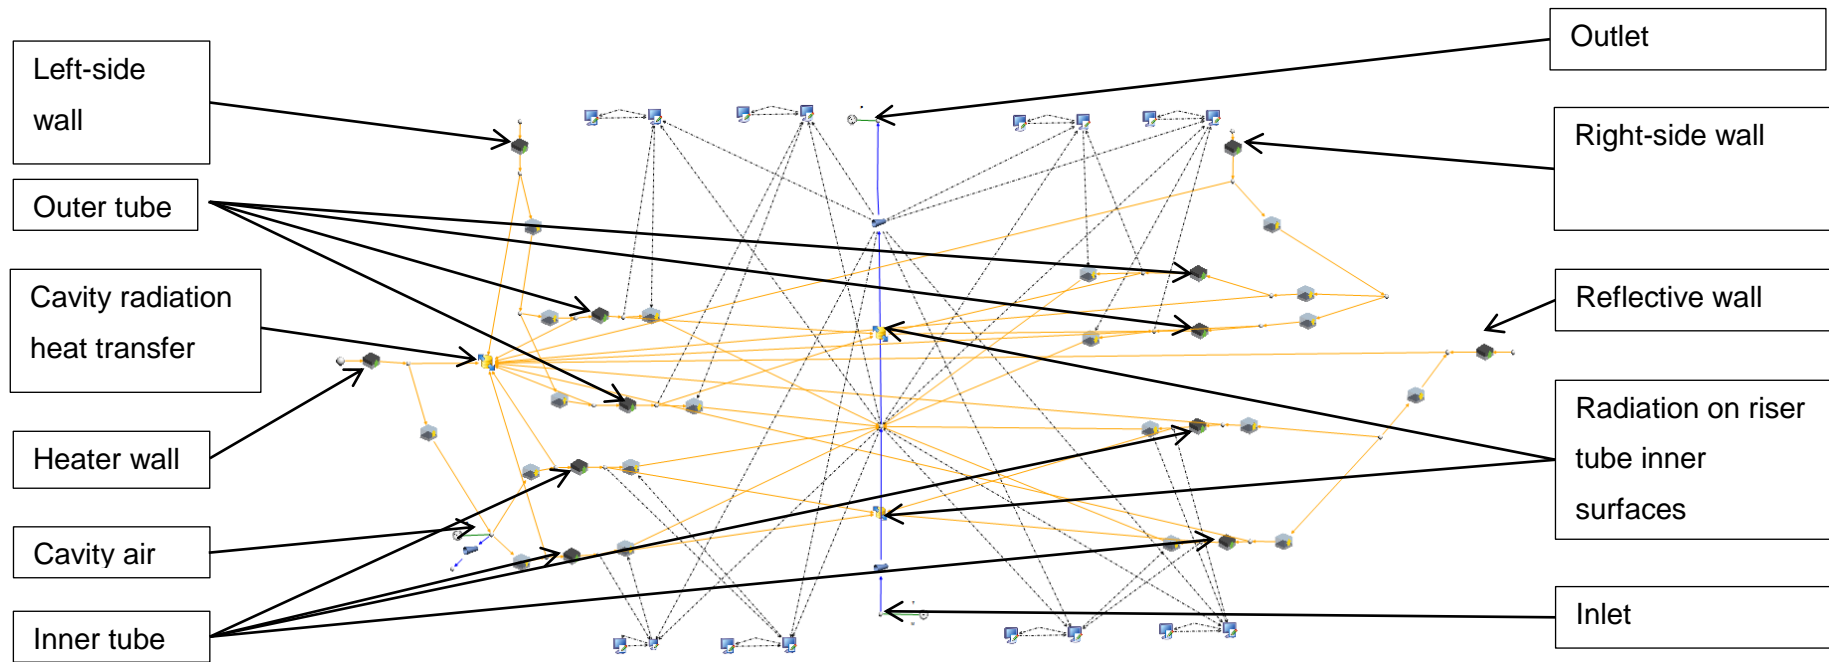 Outlet
Left-side
wall
Right-side wall
Outer tube
Cavity radiation
heat transfer
Reflective wall
Radiation on riser
tube inner
surfaces
Heater wall
Cavity air
Inlet
Inner tube